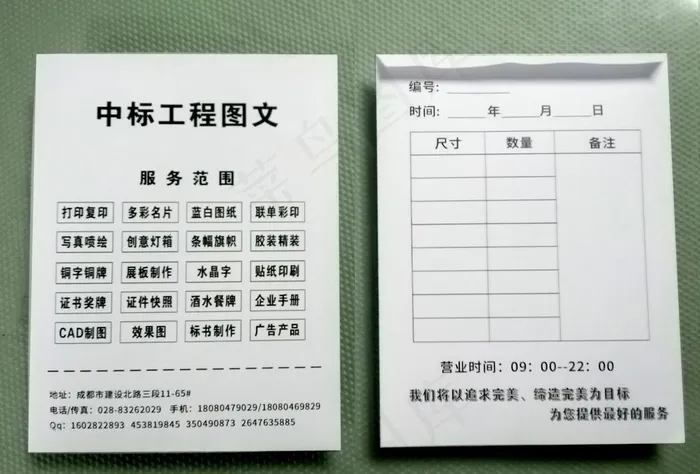 中标工程图文
服务范围
打印复印 多彩名片 蓝白图纸 联单彩印
写真喷绘 创意灯箱 条幅旗帜 胶装精装
铜字铜牌 展板制作 水晶字 贴纸印刷
证书奖牌 证件快照 酒水餐牌 企业手册
CAD制图 效果图 标书制作 广告产品
地址：成都市建设北路三段11-65#
电话/传真：028-83262029 手机：18080479029/18080469829
Qq：1602822893 453819845 350490873 2647635885
编号:
时间: 年 月 日
尺寸 数量 备注
营业时间：09：00--22：00
我们将以追求完美、缔造完美为目标
为您提供最好的服务